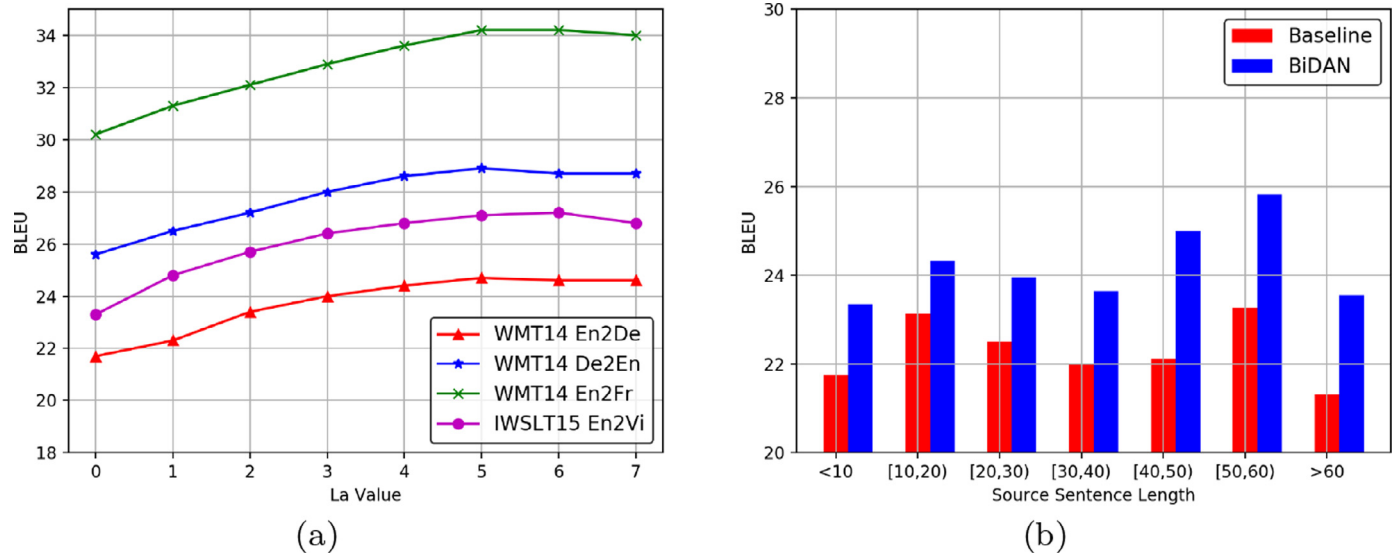 34
32
30
28
26
24
22
20
18
BLEU
0 1 2 3 4 5 6 7
La Value
WMT14 En2De
WMT14 De2En
WMT14 En2Fr
IWSLT15 En2Vi
(a)
30
28
26
24
22
20
BLEU
<10 [10,20) [20,30) [30,40) [40,50) [50,60) >60
Source Sentence Length
Baseline
BiDAN
(b)